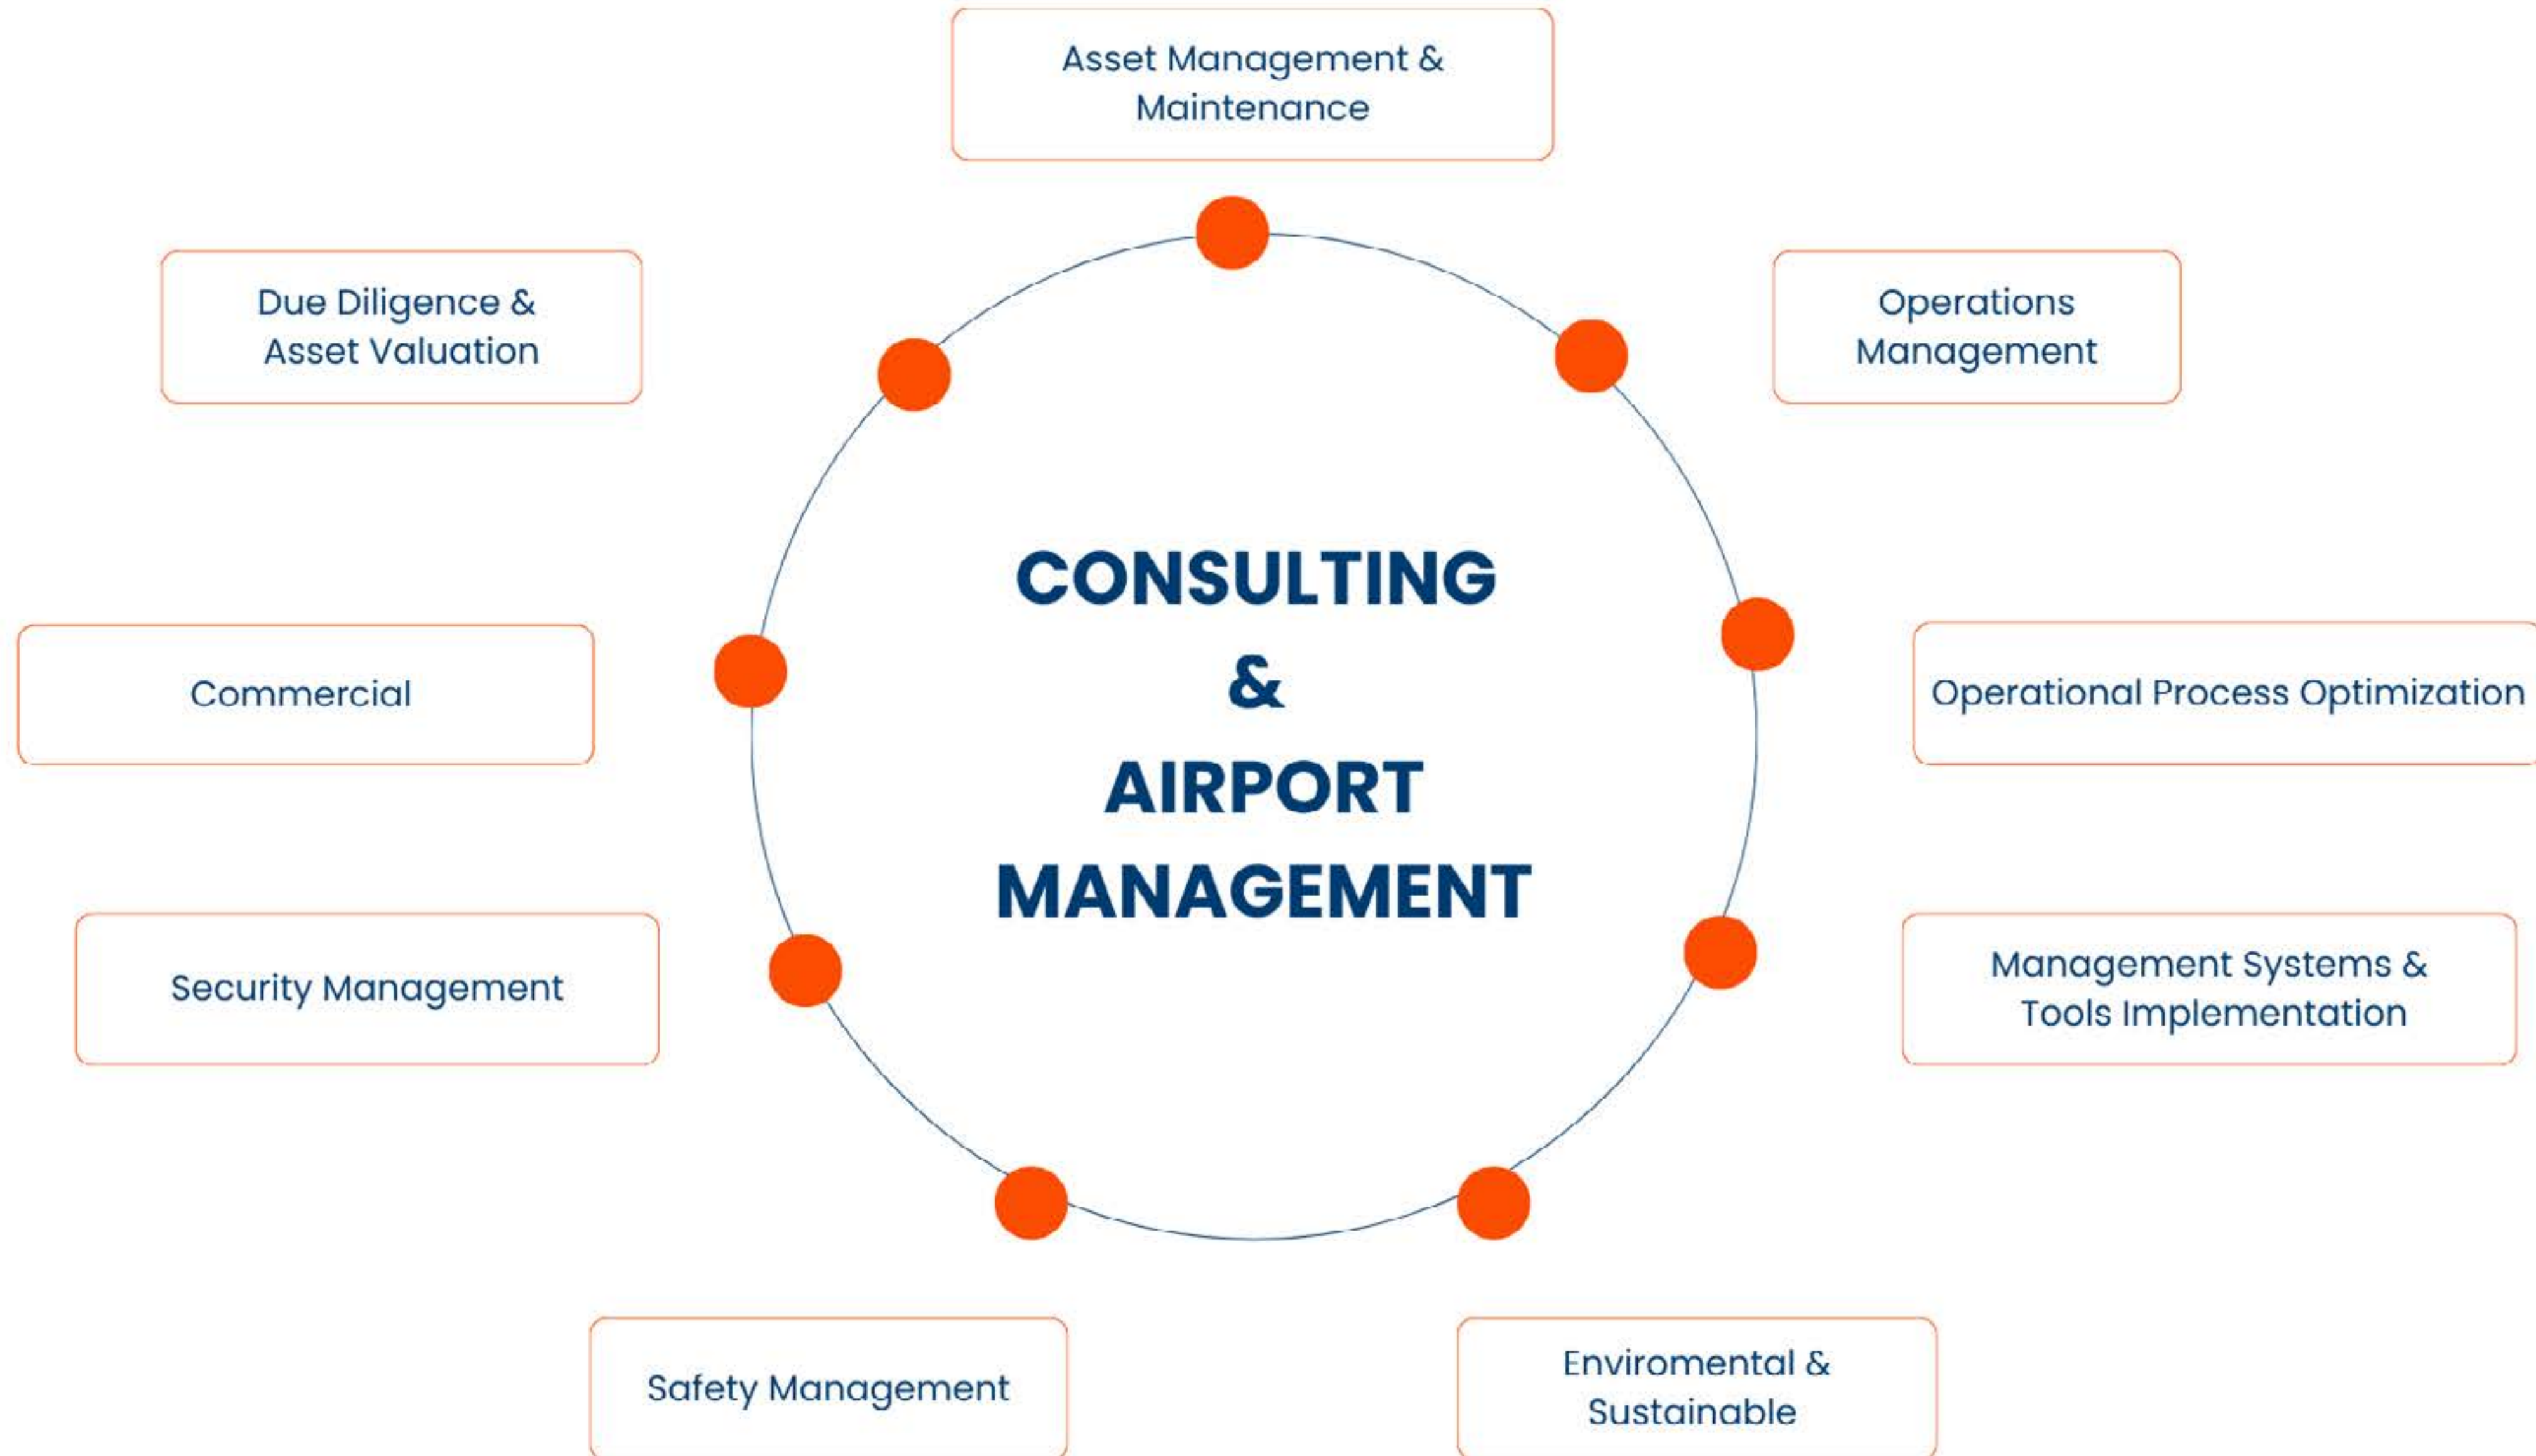 Asset Management &
Maintenance
Due Diligence &
Asset Valuation
Operations
Management
CONSULTING
&
AIRPORT
MANAGEMENT
Commercial
Operational Process Optimization
Security Management
Management Systems &
Tools Implementation
Safety Management
Enviromental &
Sustainable